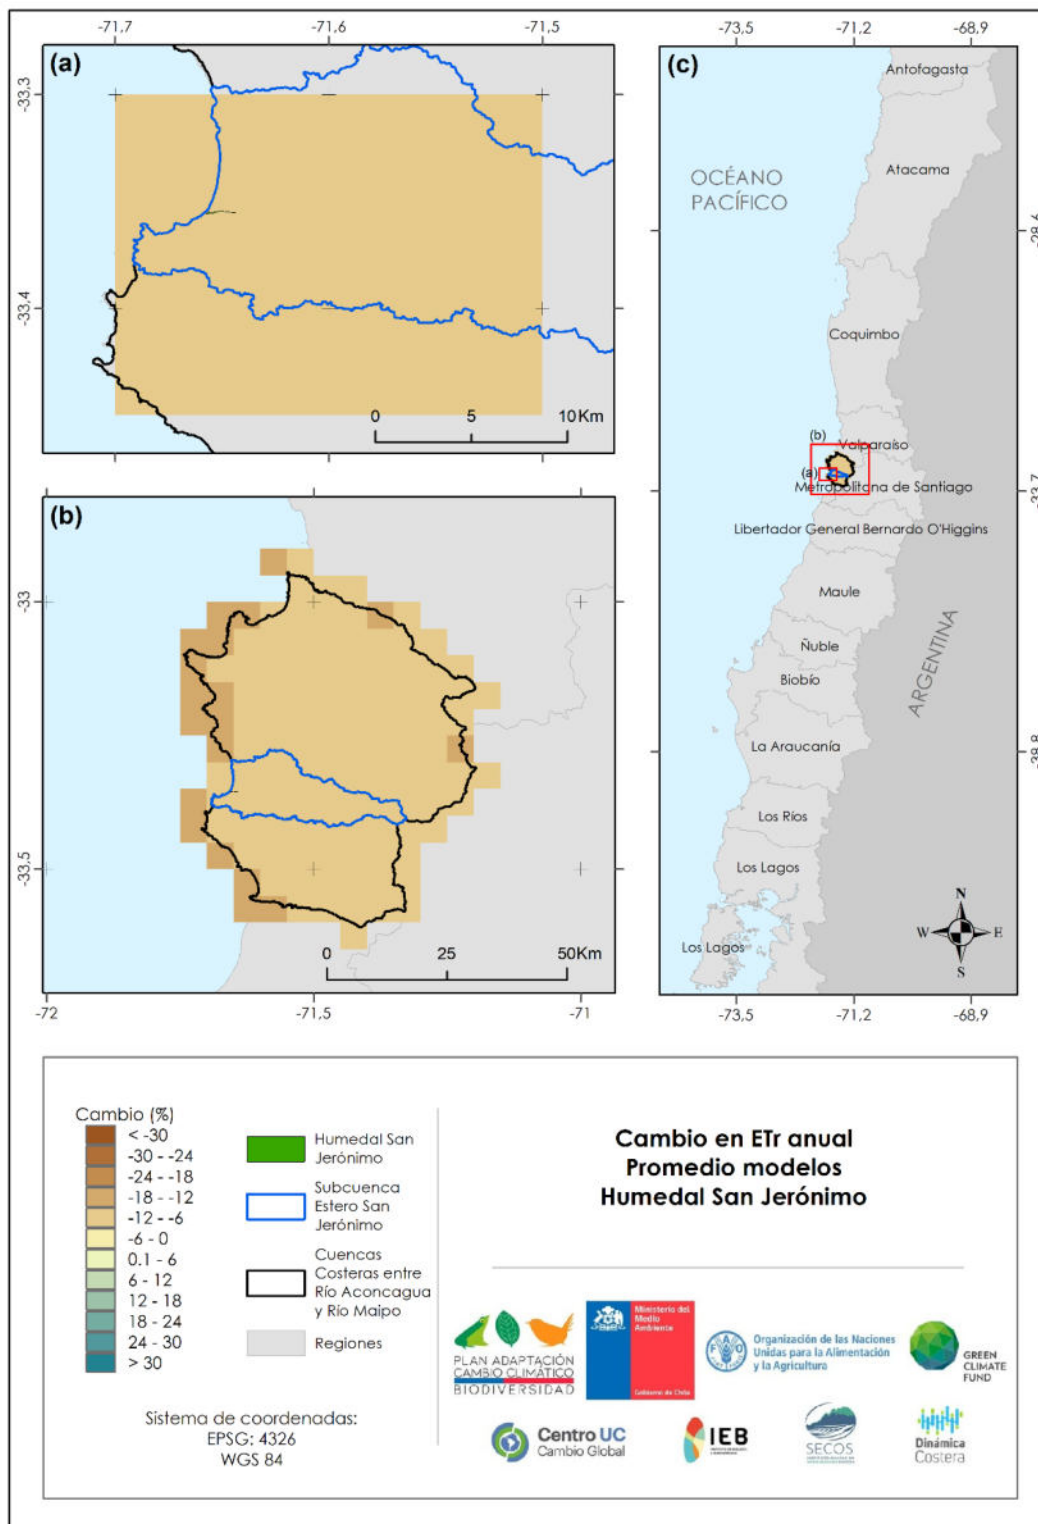 -71.7
-71.6
-71.5
(a)
-33.3
-33.4
0
5
10Km
(b)
-33
-33.5
0
25
50Km
-72
-71.5
-71
-73,5
-71,2
-68,9
(c)
Antofagasta
Atacama
OCÉANO
PACÍFICO
Coquimbo
(b)
Valparaíso
(a)
Metropolitana de Santiago
Libertador General Bernardo O'Higgins
Maule
Ñuble
Biobío
ARGENTINA
La Araucanía
Los Ríos
Los Lagos
Los Lagos
N
W
E
S
-73,5
-71,2
-68,9
Cambio (%)
< -30
-30 - -24
-24 - -18
-18 - -12
-12 - -6
-6 - 0
0.1 - 6
6 - 12
12 - 18
18 - 24
24 - 30
> 30
Humedal San
Jerónimo
Subcuenca
Estero San
Jerónimo
Cuencas
Costeras entre
Río Aconcagua
y Río Maipo
Regiones
Sistema de coordenadas:
EPSG: 4326
WGS 84
Cambio en ETr anual
Promedio modelos
Humedal San Jerónimo
PLAN ADAPTACIÓN
CAMBIO CLIMÁTICO
BIODIVERSIDAD
Ministerio del
Medio
Ambiente
Gobierno de Chile
FAO
Organización de las Naciones
Unidas para la Alimentación
y la Agricultura
GREEN
CLIMATE
FUND
Centro UC
Cambio Global
IEB
SECOS
Dinámica
Costera